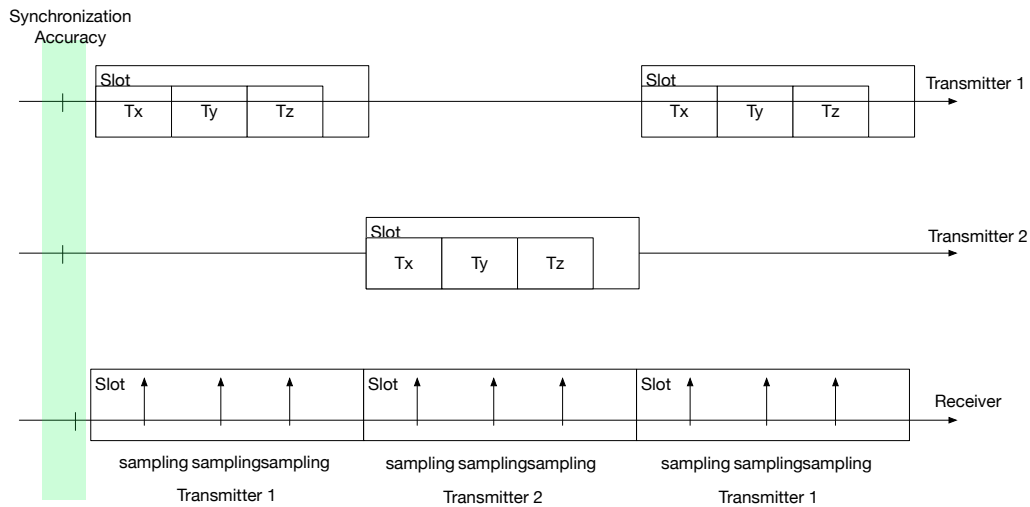 Synchronization
Accuracy
Slot
Slot
Transmitter 1
Tx Ty Tz
Tx Ty Tz
Slot
Transmitter 2
Tx Ty Tz
Slot
Slot
Slot
Receiver
sampling samplingsampling
sampling samplingsampling
sampling samplingsampling
Transmitter 1
Transmitter 2
Transmitter 1